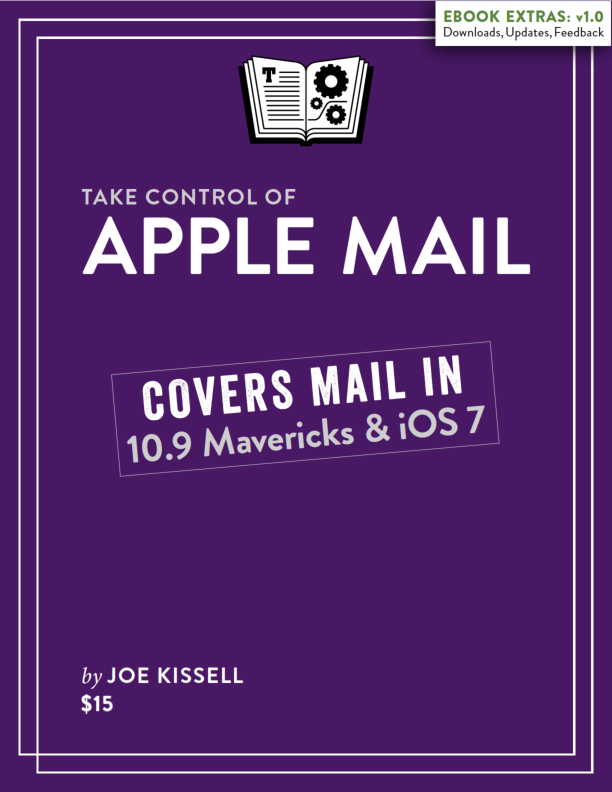 EBOOK EXTRAS: v1.0
Downloads, Updates, Feedback
T
TAKE CONTROL OF
APPLE MAIL
COVERS MAIL IN
10.9 Mavericks & iOS 7
by JOE KISSELL
$15